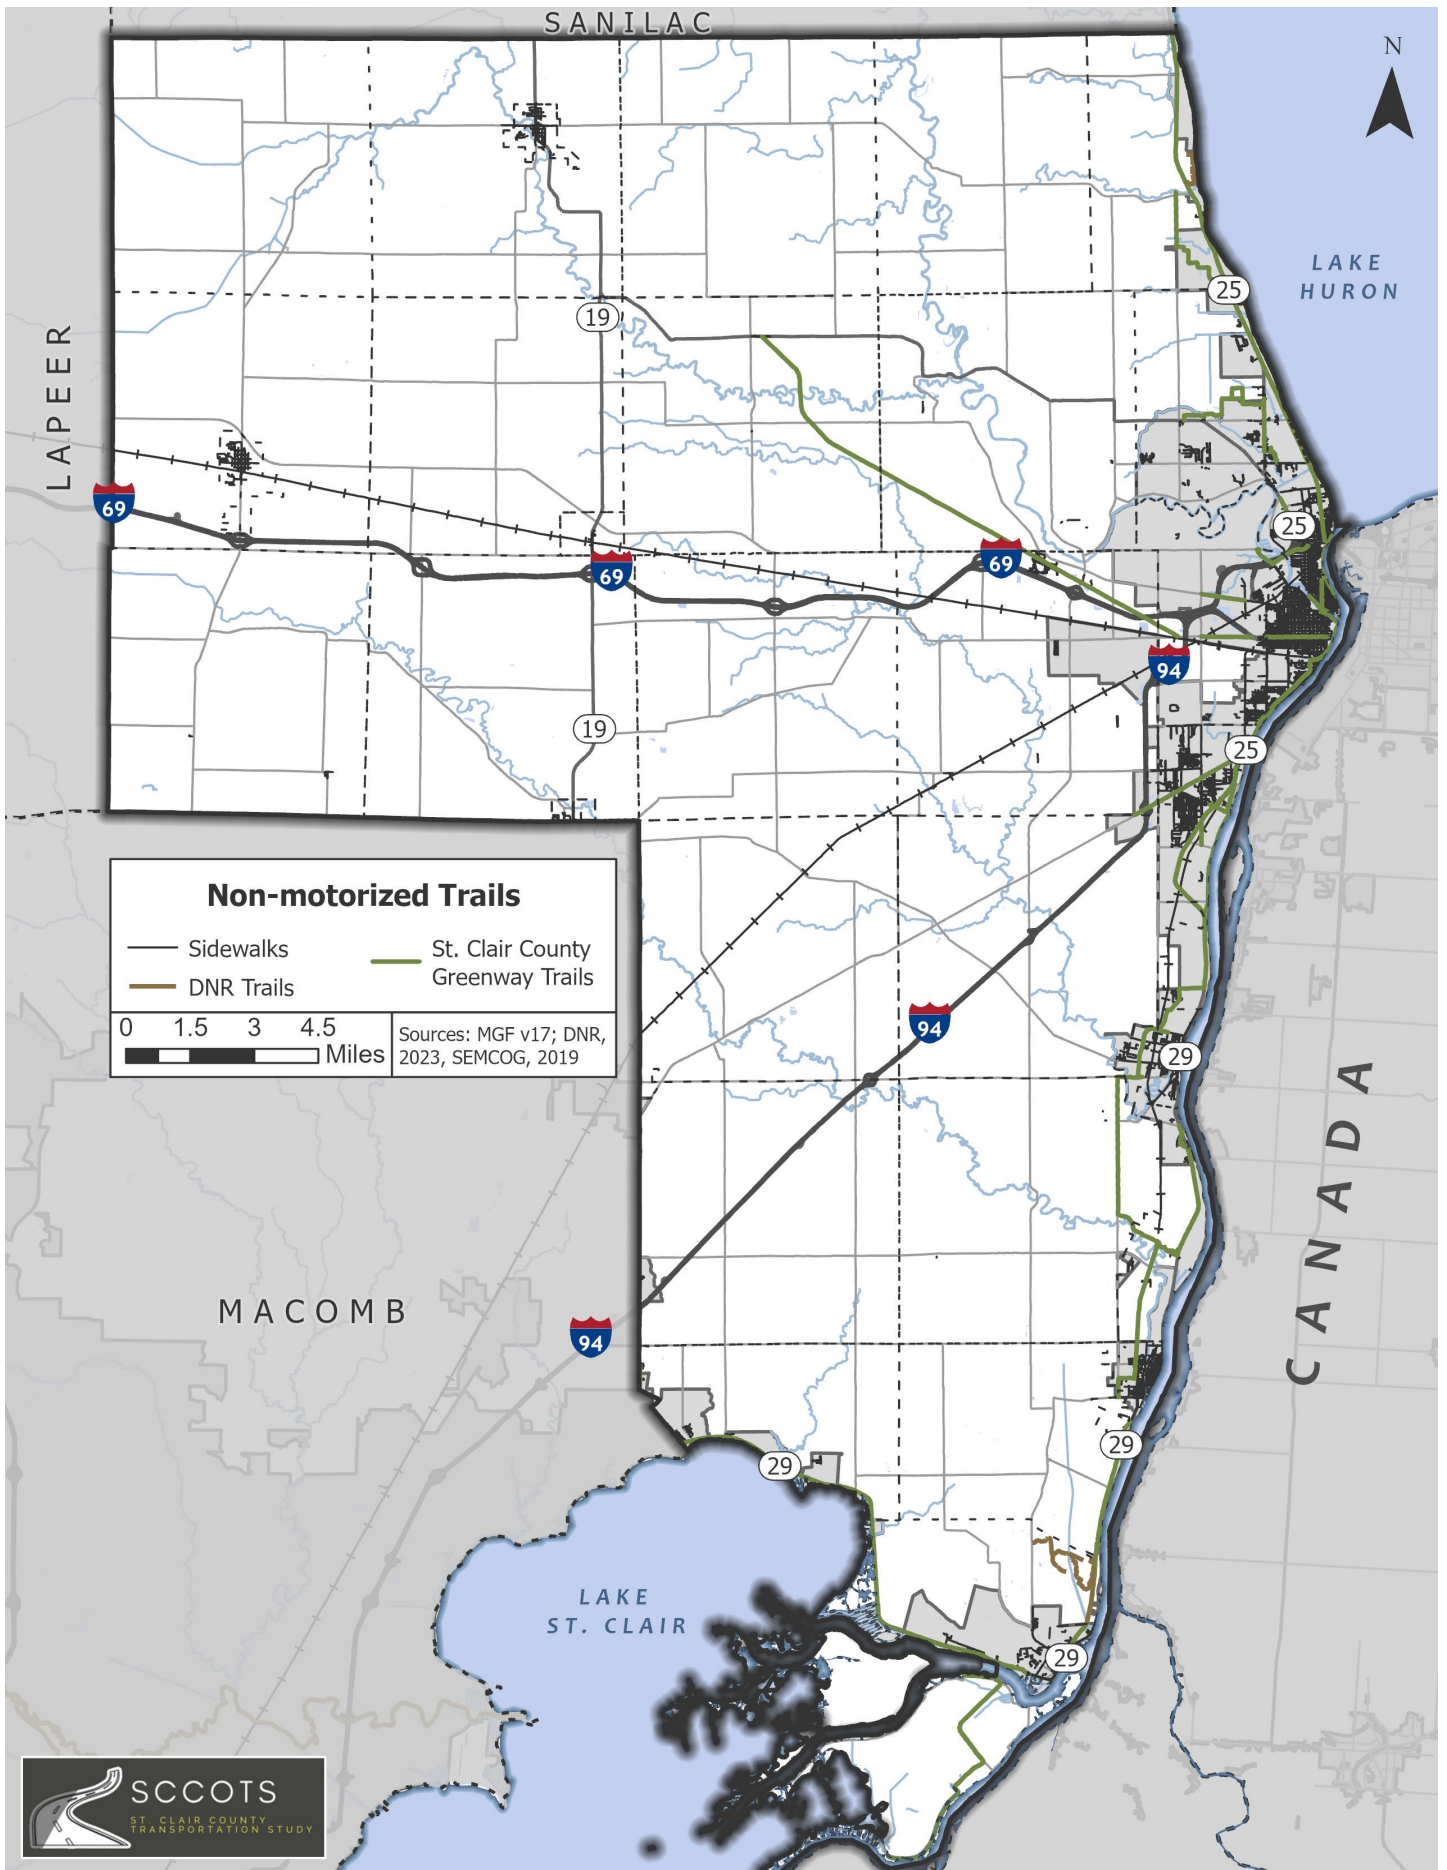 SANILAC
N
LAKE
HURON
25
19
LAPEER
69
25
69
69
94
19
25
Non-motorized Trails
Sidewalks
St. Clair County
Greenway Trails
DNR Trails
0 1.5 3 4.5
Miles
Sources: MGF v17; DNR,
2023, SEMCOG, 2019
94
29
CANADA
MACOMB
94
29
29
LAKE
ST. CLAIR
29
SCCOTS
ST. CLAIR COUNTY
TRANSPORTATION STUDY